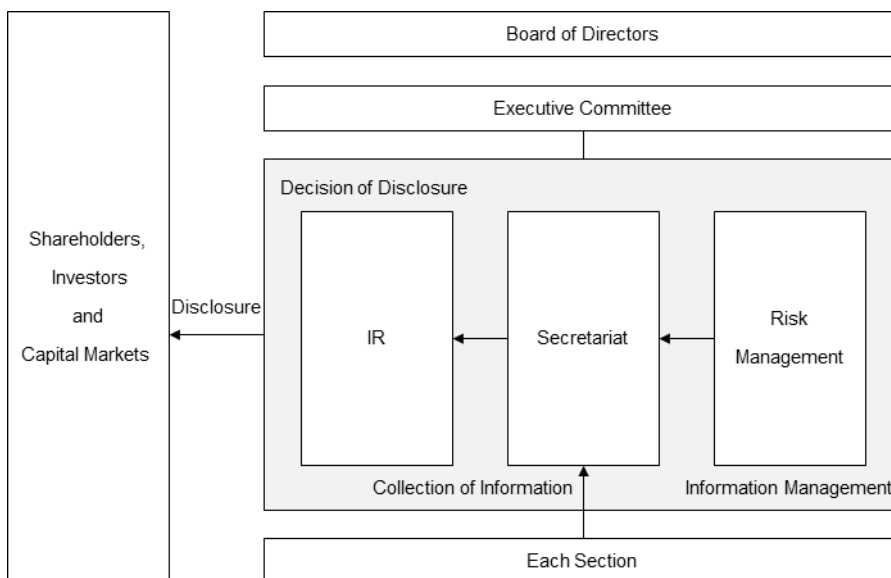 Board of Directors
Executive Committee
Decision of Disclosure
Shareholders,
Investors
and
Capital Markets
Disclosure
IR
Secretariat
Risk
Management
Collection of Information
Information Management
Each Section